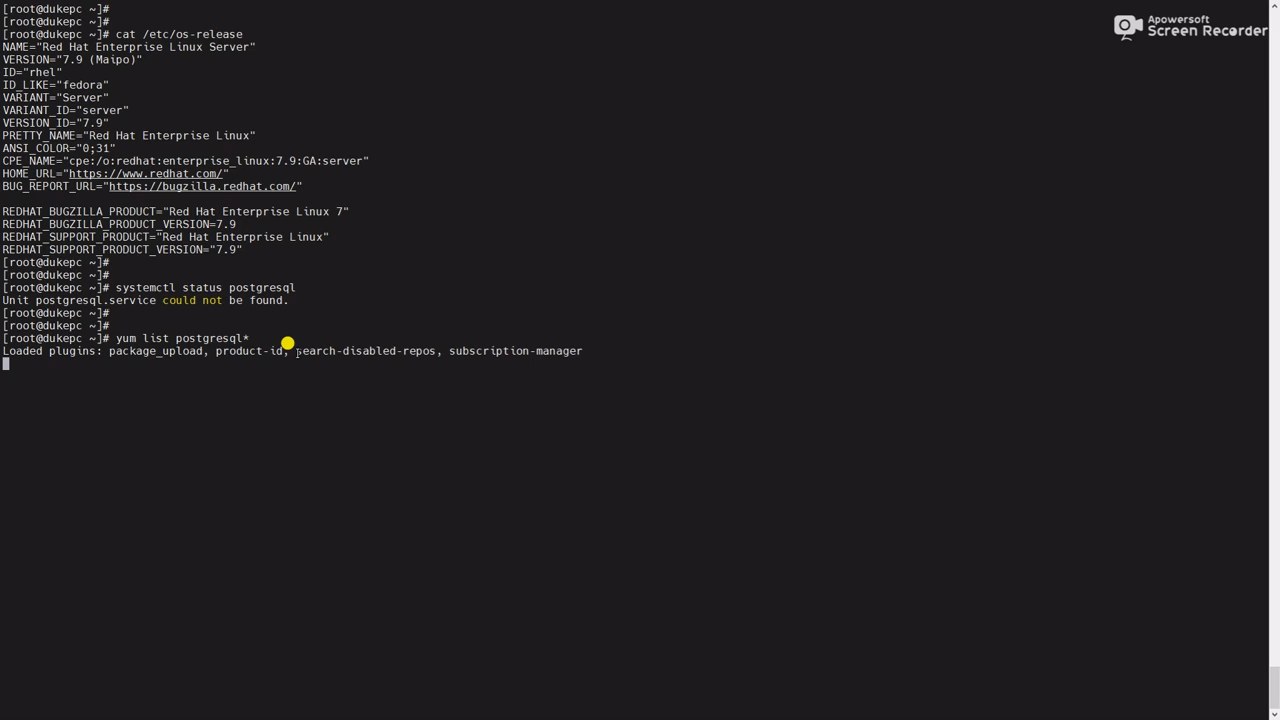 [root@dukepc ~]#
[root@dukepc ~]#
[root@dukepc ~]# cat /etc/os-release
NAME="Red Hat Enterprise Linux Server"
VERSION="7.9 (Maipo)"
ID="rhel"
ID_LIKE="fedora"
VARIANT="Server"
VARIANT_ID="server"
VERSION_ID="7.9"
PRETTY_NAME="Red Hat Enterprise Linux"
ANSI_COLOR="0;31"
CPE_NAME="cpe:/o:redhat:enterprise_linux:7.9:GA:server"
HOME_URL="https://www.redhat.com/"
BUG_REPORT_URL="https://bugzilla.redhat.com/"
REDHAT_BUGZILLA_PRODUCT="Red Hat Enterprise Linux 7"
REDHAT_BUGZILLA_PRODUCT_VERSION=7.9
REDHAT_SUPPORT_PRODUCT="Red Hat Enterprise Linux"
REDHAT_SUPPORT_PRODUCT_VERSION="7.9"
[root@dukepc ~]#
[root@dukepc ~]#
[root@dukepc ~]# systemctl status postgresql
Unit postgresql.service could not be found.
[root@dukepc ~]#
[root@dukepc ~]#
[root@dukepc ~]# yum list postgresql*
Loaded plugins: package_upload, product-id, search-disabled-repos, subscription-manager
Apowersoft
Screen Recorder